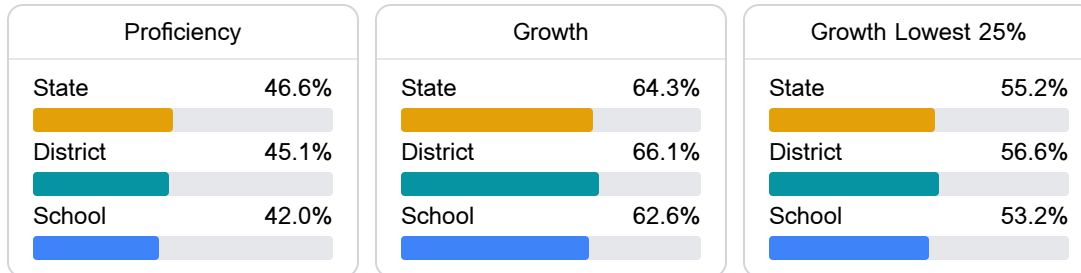 Proficiency
State 46.6%
District 45.1%
School 42.0%
Growth
State 64.3%
District 66.1%
School 62.6%
Growth Lowest 25%
State 55.2%
District 56.6%
School 53.2%